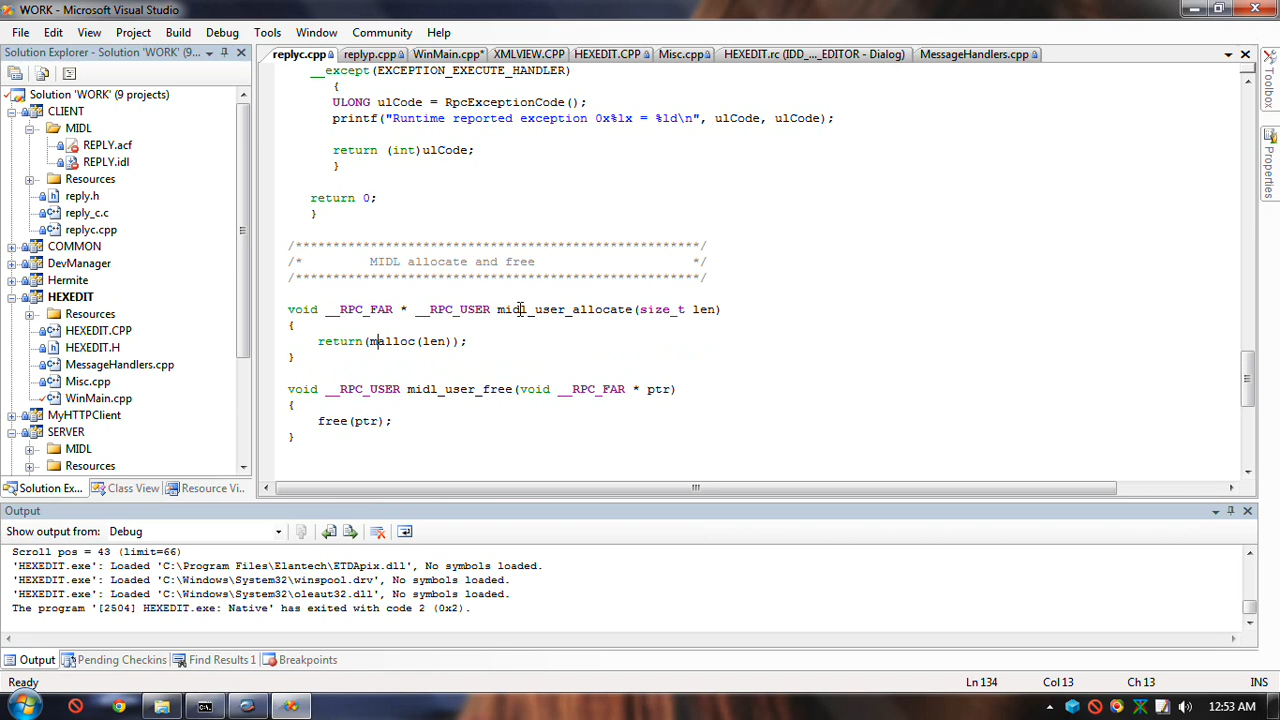 WORK - Microsoft Visual Studio
File Edit View Project Build Debug Tools Window Community Help
Solution Explorer - Solution 'WORK' (9...
replyc.cpp replyp.cpp WinMain.cpp* XMLVIEW.CPP HEXEDIT.CPP Misc.cpp HEXEDIT.rc (IDD_..._EDITOR - Dialog) MessageHandlers.cpp
Solution 'WORK' (9 projects)
CLIENT
MIDL
REPLY.acf
REPLY.idl
Resources
reply.h
reply_c.c
replyc.cpp
COMMON
DevManager
Hermite
HEXEDIT
Resources
HEXEDIT.CPP
HEXEDIT.H
MessageHandlers.cpp
Misc.cpp
WinMain.cpp
MyHTTPClient
SERVER
MIDL
Resources
Solution Ex... Class View Resource Vi...
__except(EXCEPTION_EXECUTE_HANDLER)
{
ULONG ulCode = RpcExceptionCode();
printf("Runtime reported exception 0x%lx = %ld\n", ulCode, ulCode);
return (int)ulCode;
}
return 0;
}
/******************************************************/
/* MIDL allocate and free */
/******************************************************/
void __RPC_FAR * __RPC_USER midl_user_allocate(size_t len)
{
return(malloc(len));
}
void __RPC_USER midl_user_free(void __RPC_FAR * ptr)
{
free(ptr);
}
Toolbox
Properties
Output
Show output from: Debug
Scroll pos = 43 (limit=66)
'HEXEDIT.exe': Loaded 'C:\Program Files\Elantech\ETDApix.dll', No symbols loaded.
'HEXEDIT.exe': Loaded 'C:\Windows\System32\winspool.drv', No symbols loaded.
'HEXEDIT.exe': Loaded 'C:\Windows\System32\oleaut32.dll', No symbols loaded.
The program '[2504] HEXEDIT.exe: Native' has exited with code 2 (0x2).
Output Pending Checkins Find Results 1 Breakpoints
Ready Ln 134 Col 13 Ch 13 INS
12:53 AM